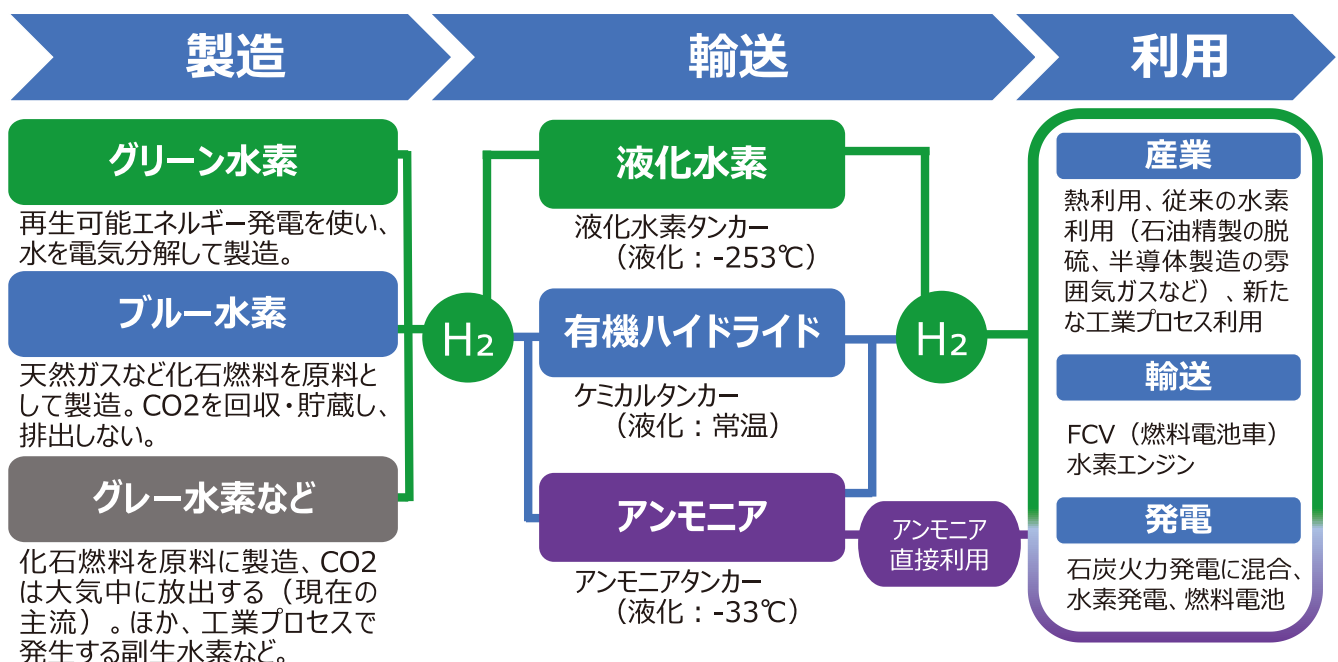 製造
輸送
利用
グリーン水素
再生可能エネルギー発電を使い、
水を電気分解して製造。
ブルー水素
天然ガスなど化石燃料を原料と
して製造。CO2を回収・貯蔵し、
排出しない。
グレー水素など
化石燃料を原料に製造、CO2
は大気中に放出する（現在の
主流）。ほか、工業プロセスで
発生する副生水素など。
H2
液化水素
液化水素タンカー
（液化：-253℃）
有機ハイドライド
ケミカルタンカー
（液化：常温）
アンモニア
アンモニアタンカー
（液化：-33℃）
H2
アンモニア
直接利用
産業
熱利用、従来の水素
利用（石油精製の脱
硫、半導体製造の雰
囲気ガスなど）、新た
な工業プロセス利用
輸送
FCV（燃料電池車）
水素エンジン
発電
石炭火力発電に混合、
水素発電、燃料電池